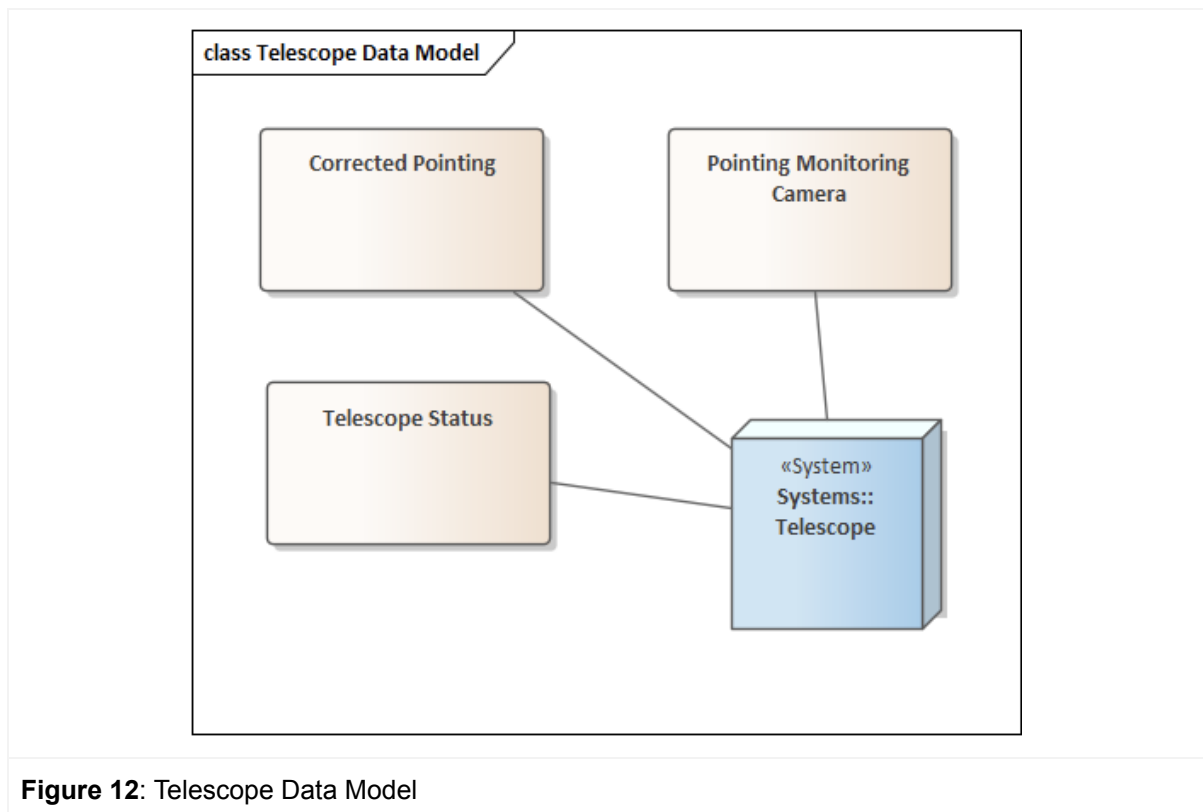 class Telescope Data Model
Corrected Pointing
Pointing Monitoring
Camera
Telescope Status
«System»
Systems::
Telescope
Figure 12: Telescope Data Model